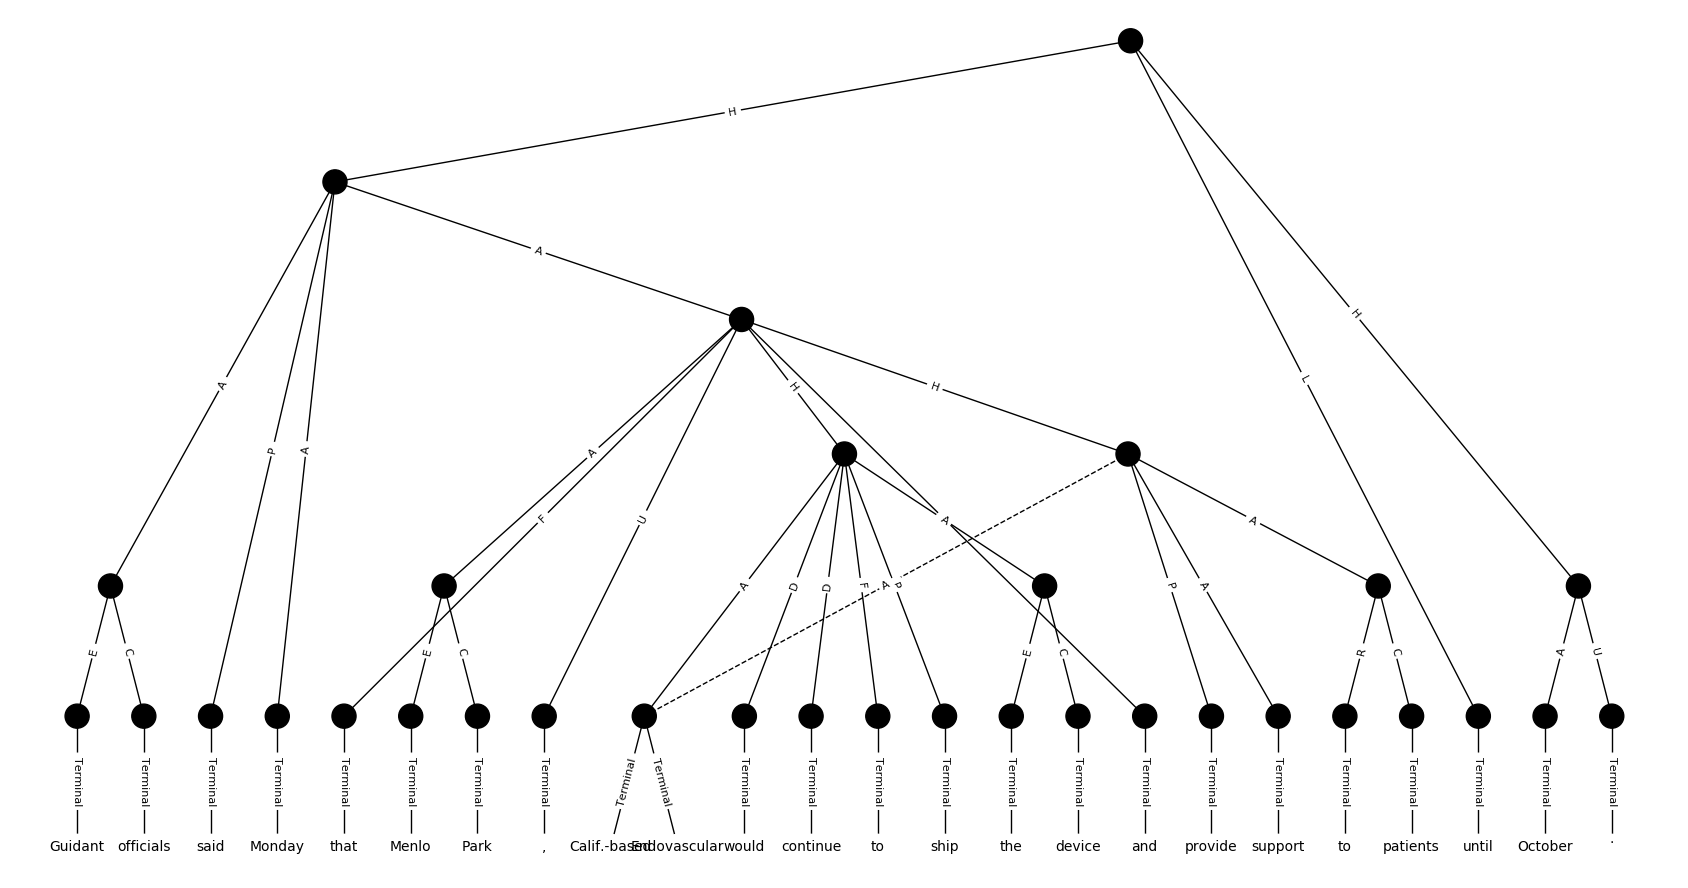 H
A
H
A
H
H
L
A
P
A
A
F
U
A
A
D
D
F
A
P
P
A
E
C
E
C
E
C
R
C
A
U
Terminal Terminal Terminal Terminal Terminal Terminal Terminal Terminal Terminal Terminal Terminal Terminal Terminal Terminal Terminal Terminal Terminal Terminal Terminal Terminal Terminal Terminal Terminal Terminal
Guidant officials said Monday that Menlo Park , Calif.-based Endovascular would continue to ship the device and provide support to patients until October .